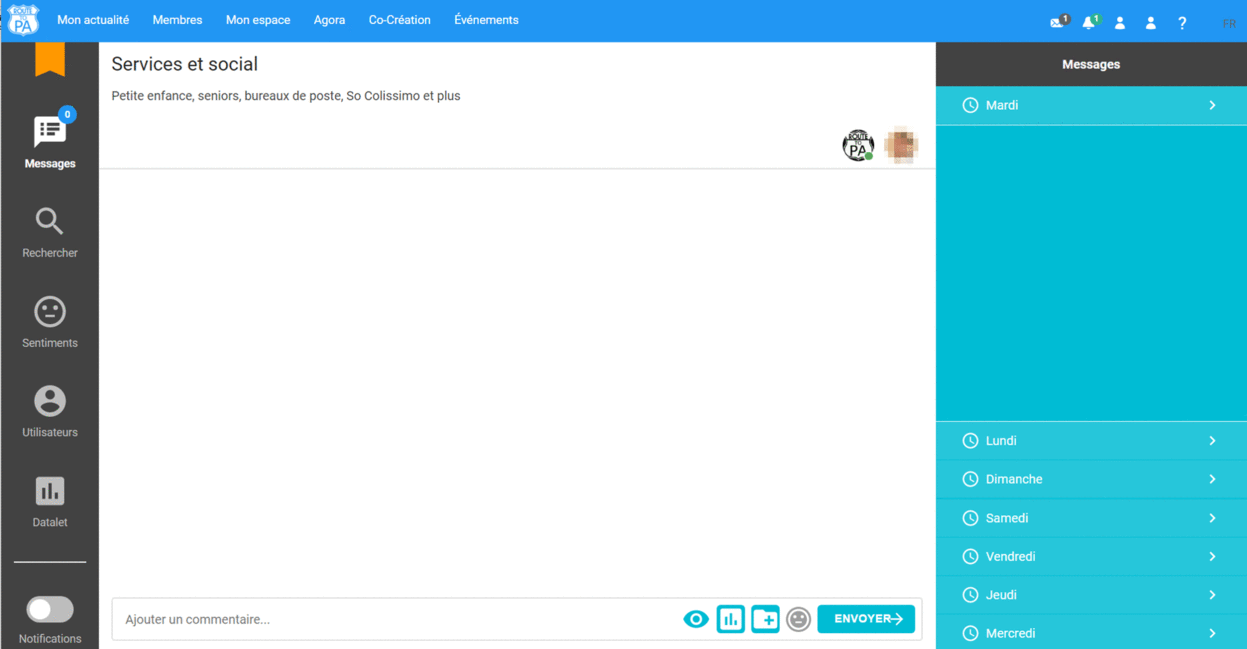 ROUTE TO PA
Mon actualité Membres Mon espace Agora Co-Création Événements 1 1 ? FR
Services et social
Petite enfance, seniors, bureaux de poste, So Colissimo et plus
ROUTE TO PA
0
Messages
Rechercher
Sentiments
Utilisateurs
Datalet
Notifications
Ajouter un commentaire...
ENVOYER
Messages
Mardi
Lundi
Dimanche
Samedi
Vendredi
Jeudi
Mercredi